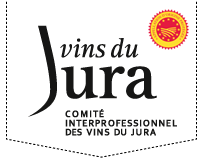 vins du
Jura
COMITÉ
INTERPROFESSIONNEL
DES VINS DU JURA